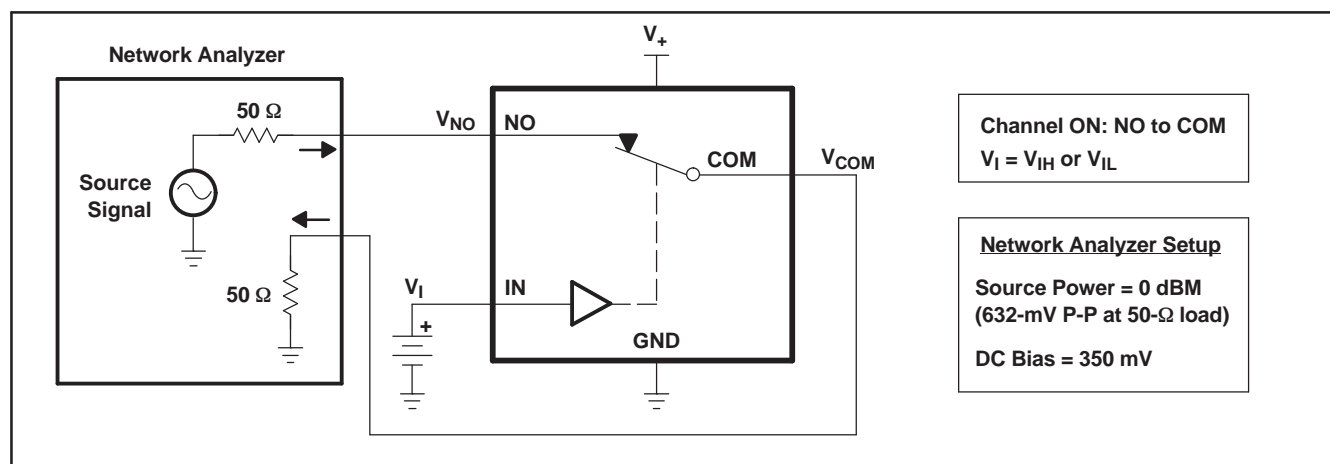 V+
Network Analyzer
50 Ω
VNO
NO
COM
VCOM
Source
Signal
50 Ω
VI
IN
+
GND
Channel ON: NO to COM
VI = VIH or VIL
Network Analyzer Setup
Source Power = 0 dBM
(632-mV P-P at 50-Ω load)
DC Bias = 350 mV